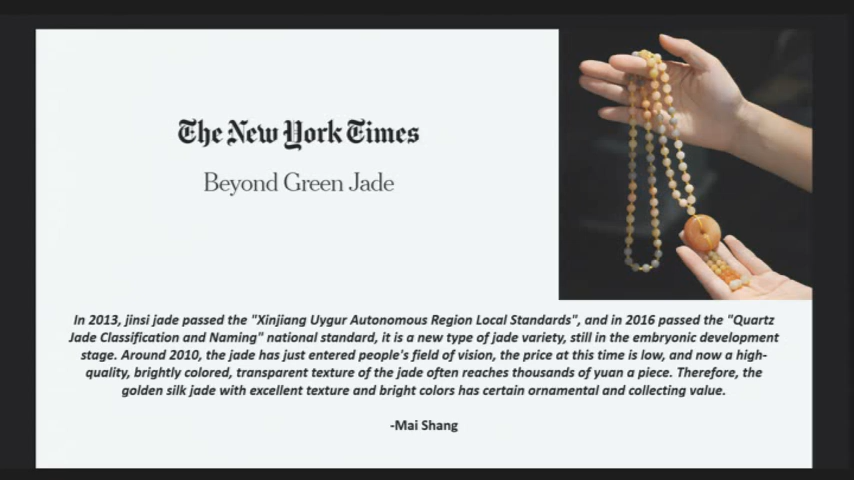 The New York Times
Beyond Green Jade
In 2013, jinsi jade passed the "Xinjiang Uygur Autonomous Region Local Standards", and in 2016 passed the "Quartz
Jade Classification and Naming" national standard, it is a new type of jade variety, still in the embryonic development
stage. Around 2010, the jade has just entered people's field of vision, the price at this time is low, and now a high-
quality, brightly colored, transparent texture of the jade often reaches thousands of yuan a piece. Therefore, the
golden silk jade with excellent texture and bright colors has certain ornamental and collecting value.
-Mai Shang